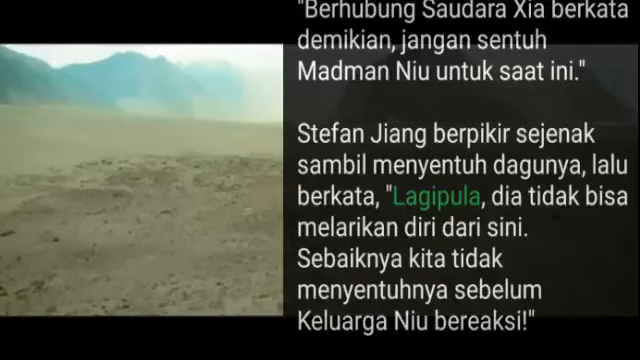 "Berhubung Saudara Xia berkata
demikian, jangan sentuh
Madman Niu untuk saat ini."
Stefan Jiang berpikir sejenak
sambil menyentuh dagunya, lalu
berkata, "Lagipula, dia tidak bisa
melarikan diri dari sini.
Sebaiknya kita tidak
menyentuhnya sebelum
Keluarga Niu bereaksi!"